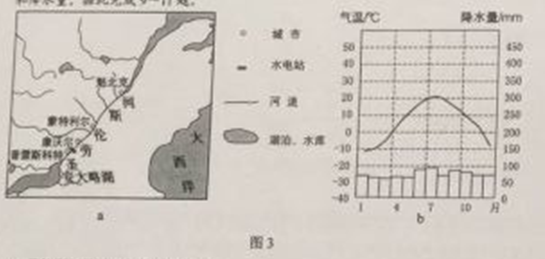 气温/℃ 降水量/mm
城市
水电站
河流
湖泊、水库
魁北克
蒙特利尔
康沃尔
普雷斯科特
圣劳伦斯河
安大略湖
大西洋
50 450
40 400
30 350
20 300
10 250
0 200
-10 150
-20 100
-30 50
-40 0
1 4 7 10 月
a
b
图3